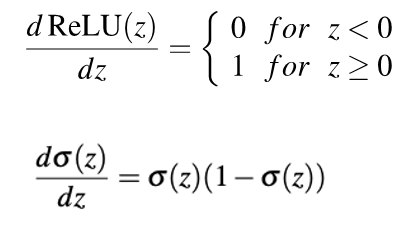 d ReLU(z) / dz = { 0 for z < 0
1 for z ≥ 0
dσ(z) / dz = σ(z)(1 − σ(z))